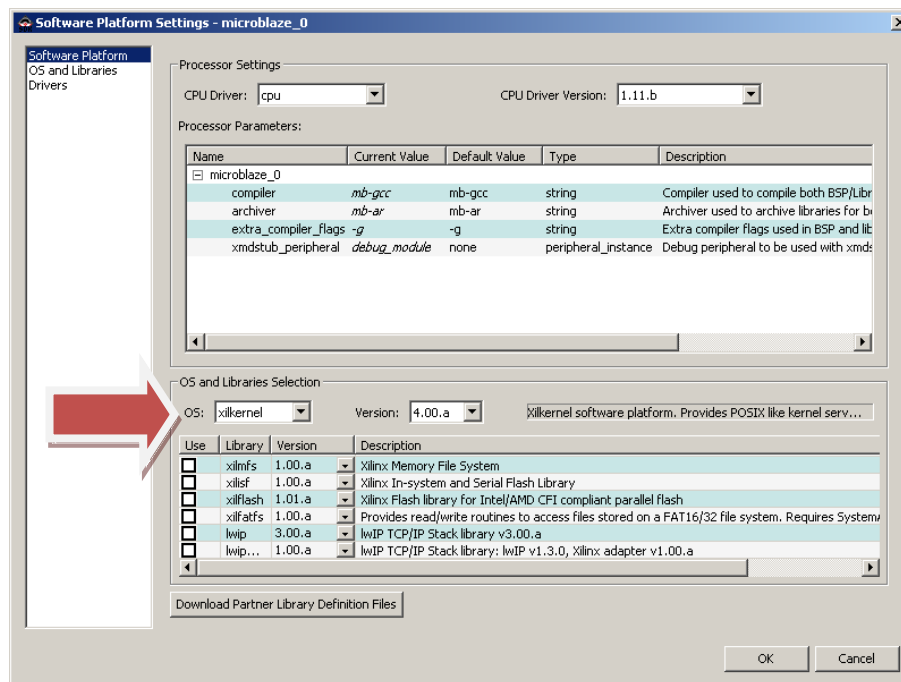 Software Platform Settings - microblaze_0
Software Platform
OS and Libraries
Drivers
Processor Settings
CPU Driver: cpu CPU Driver Version: 1.11.b
Processor Parameters:
Name Current Value Default Value Type Description
microblaze_0
compiler mb-gcc mb-gcc string Compiler used to compile both BSP/Libr
archiver mb-ar mb-ar string Archiver used to archive libraries for b
extra_compiler_flags -g -g string Extra compiler flags used in BSP and lib
xmdstub_peripheral debug_module none peripheral_instance Debug peripheral to be used with xmds
OS and Libraries Selection
OS: xilkernel Version: 4.00.a Xilkernel software platform. Provides POSIX like kernel serv...
Use Library Version Description
xilmfs 1.00.a Xilinx Memory File System
xilisf 1.00.a Xilinx In-system and Serial Flash Library
xilflash 1.01.a Xilinx Flash library for Intel/AMD CFI compliant parallel flash
xilfatfs 1.00.a Provides read/write routines to access files stored on a FAT16/32 file system. Requires SystemA
lwip 3.00.a lwIP TCP/IP Stack library v3.00.a
lwip... 1.00.a lwIP TCP/IP Stack library: lwIP v1.3.0, Xilinx adapter v1.00.a
Download Partner Library Definition Files
OK Cancel